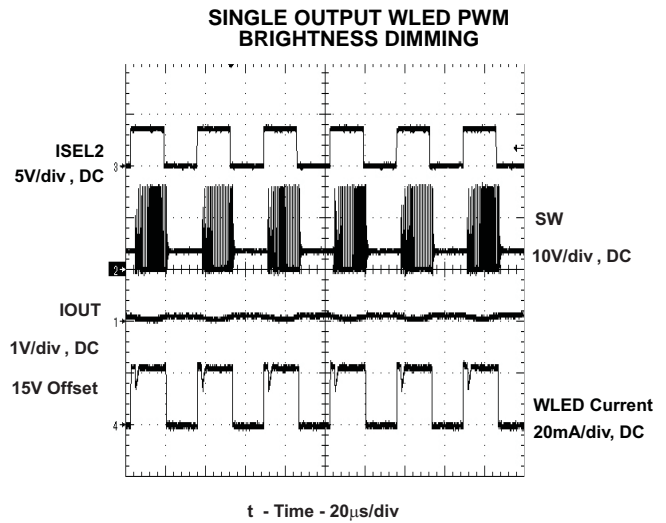 SINGLE OUTPUT WLED PWM
BRIGHTNESS DIMMING
ISEL2
5V/div , DC
3
SW
10V/div , DC
2
IOUT
1V/div , DC
15V Offset
1
WLED Current
20mA/div, DC
4
t - Time - 20μs/div